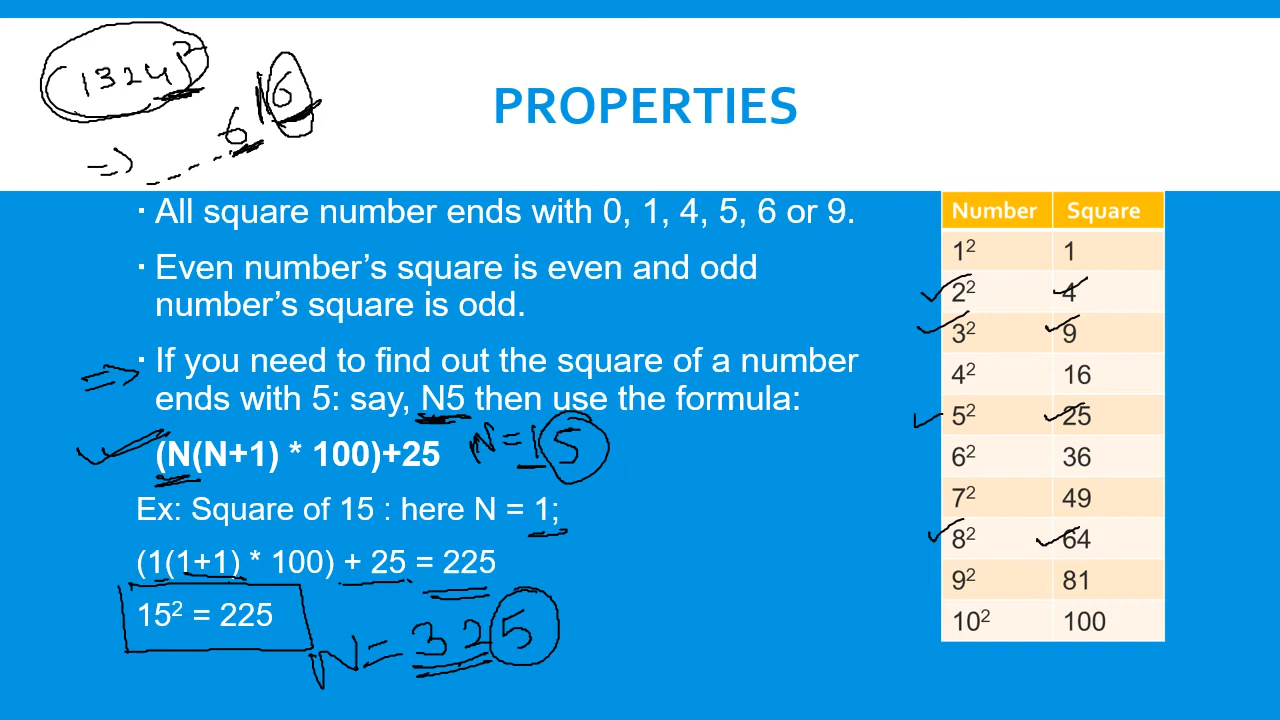 (1324)²
N6
6
=>
PROPERTIES
· All square number ends with 0, 1, 4, 5, 6 or 9.
· Even number’s square is even and odd
number’s square is odd.
· If you need to find out the square of a number
ends with 5: say, N5 then use the formula:
(N(N+1) * 100)+25
N=15
Ex: Square of 15 : here N = 1;
(1(1+1) * 100) + 25 = 225
15² = 225
N=325
Number Square
1² 1
2² 4
3² 9
4² 16
5² 25
6² 36
7² 49
8² 64
9² 81
10² 100